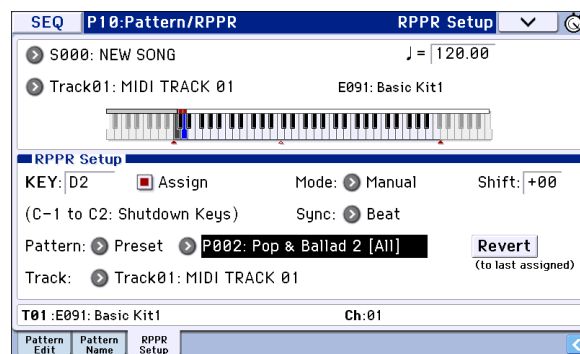 SEQ P10:Pattern/RPPR RPPR Setup
S000: NEW SONG ♩= 120.00
Track01: MIDI TRACK 01 E091: Basic Kit1
RPPR Setup
KEY: D2 Assign Mode: Manual Shift: +00
(C-1 to C2: Shutdown Keys) Sync: Beat
Pattern: Preset P002: Pop & Ballad 2 [All] Revert
(to last assigned)
Track: Track01: MIDI TRACK 01
T01 :E091: Basic Kit1 Ch:01
Pattern Edit Pattern Name RPPR Setup